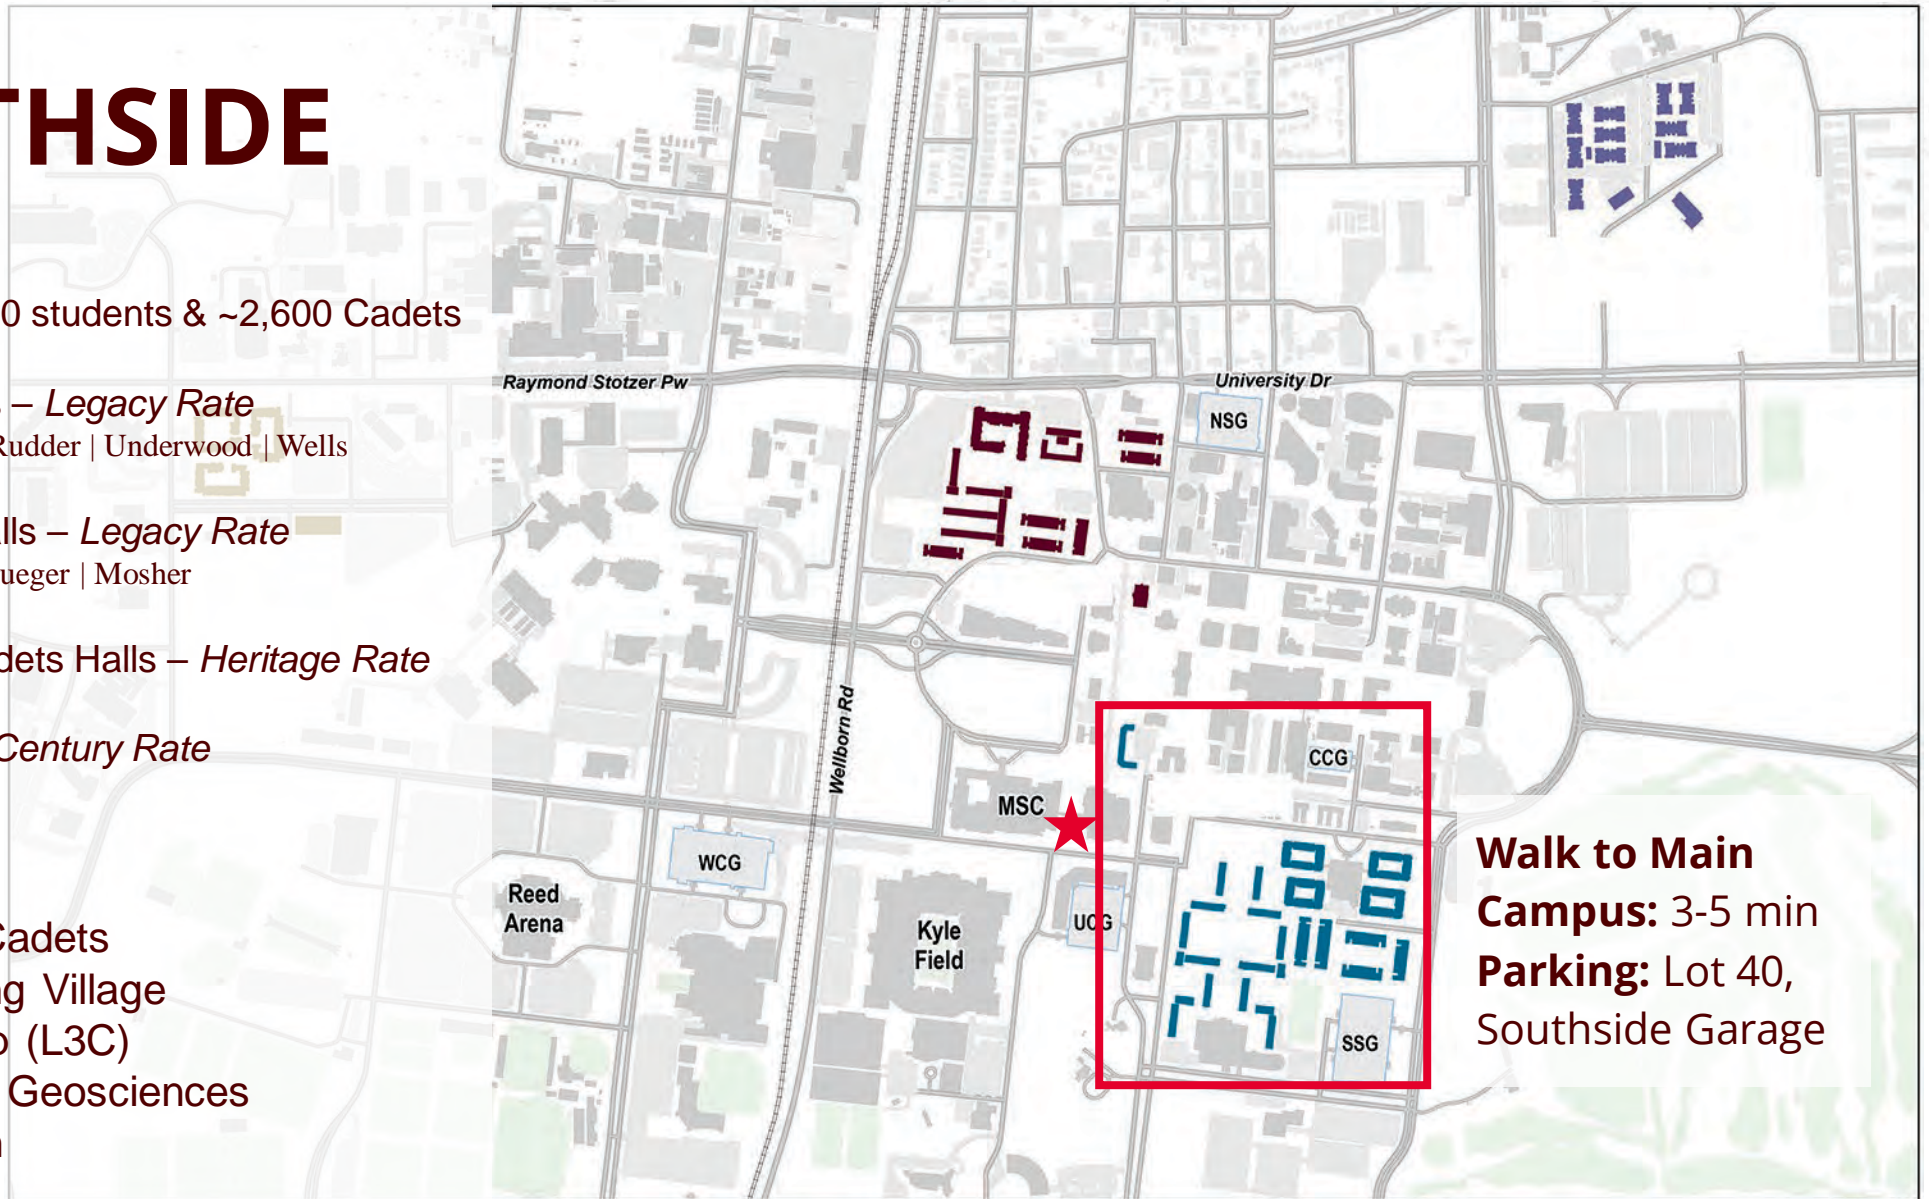 THSIDE
0 students & ~2,600 Cadets
– Legacy Rate
Rudder | Underwood | Wells
lls – Legacy Rate
ueger | Mosher
dets Halls – Heritage Rate
Century Rate
Cadets
ng Village
o (L3C)
Geosciences
n
Raymond Stotzer Pw
University Dr
NSG
Wellborn Rd
CCG
MSC
WCG
Reed
Arena
Kyle
Field
UCG
SSG
Walk to Main
Campus: 3-5 min
Parking: Lot 40,
Southside Garage